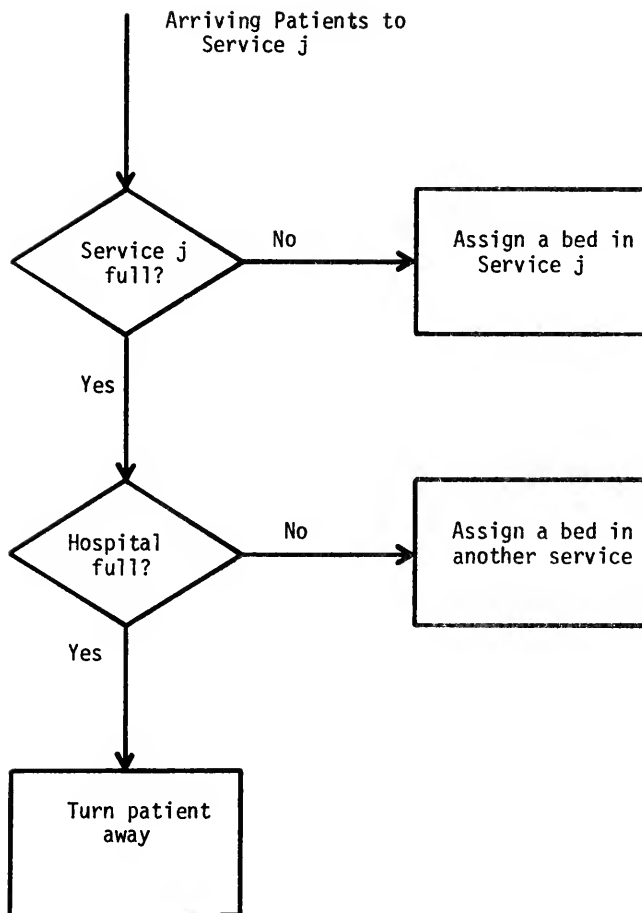 Arriving Patients to
Service j
Service j
full?
No
Assign a bed in
Service j
Yes
Hospital
full?
No
Assign a bed in
another service
Yes
Turn patient
away